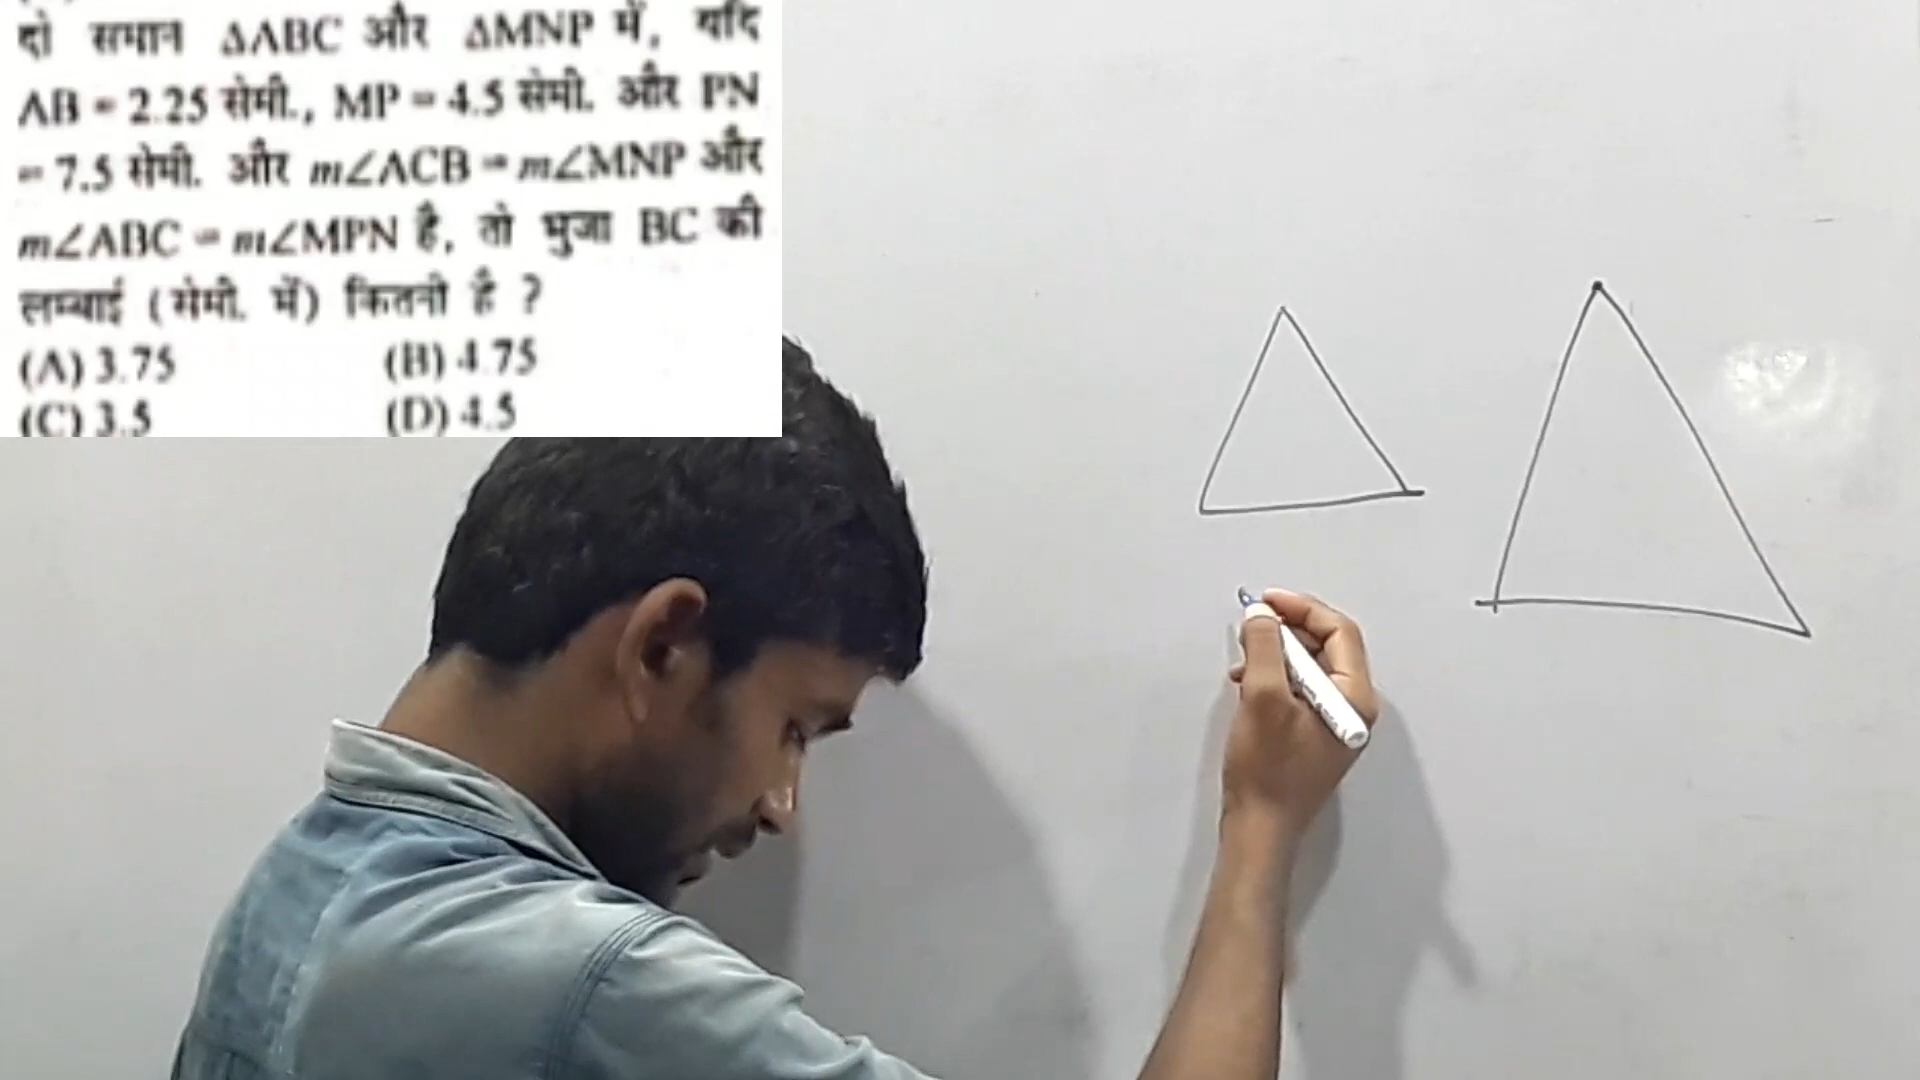 दो समान ΔABC और ΔMNP में, यदि
AB = 2.25 सेमी., MP = 4.5 सेमी. और PN
= 7.5 सेमी. और m∠ACB = m∠MNP और
m∠ABC = m∠MPN है, तो भुजा BC की
लम्बाई (सेमी. में) कितनी है ?
(A) 3.75 (B) 4.75
(C) 3.5 (D) 4.5